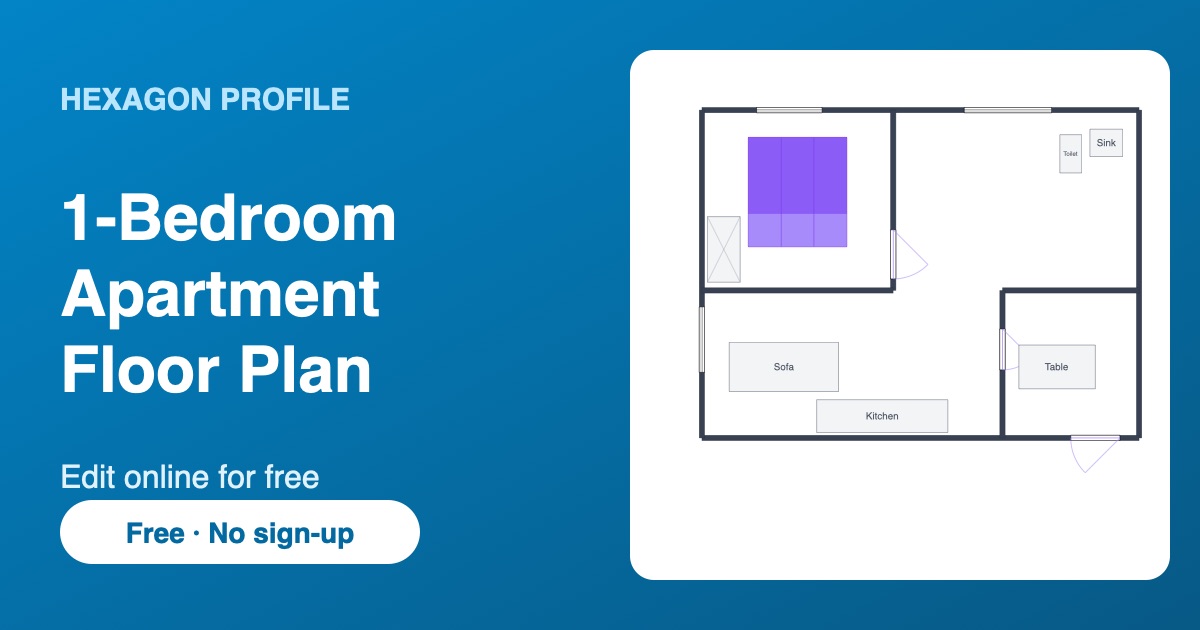 HEXAGON PROFILE
1-Bedroom
Apartment
Floor Plan
Edit online for free
Free · No sign-up
Toilet
Sink
Sofa
Table
Kitchen